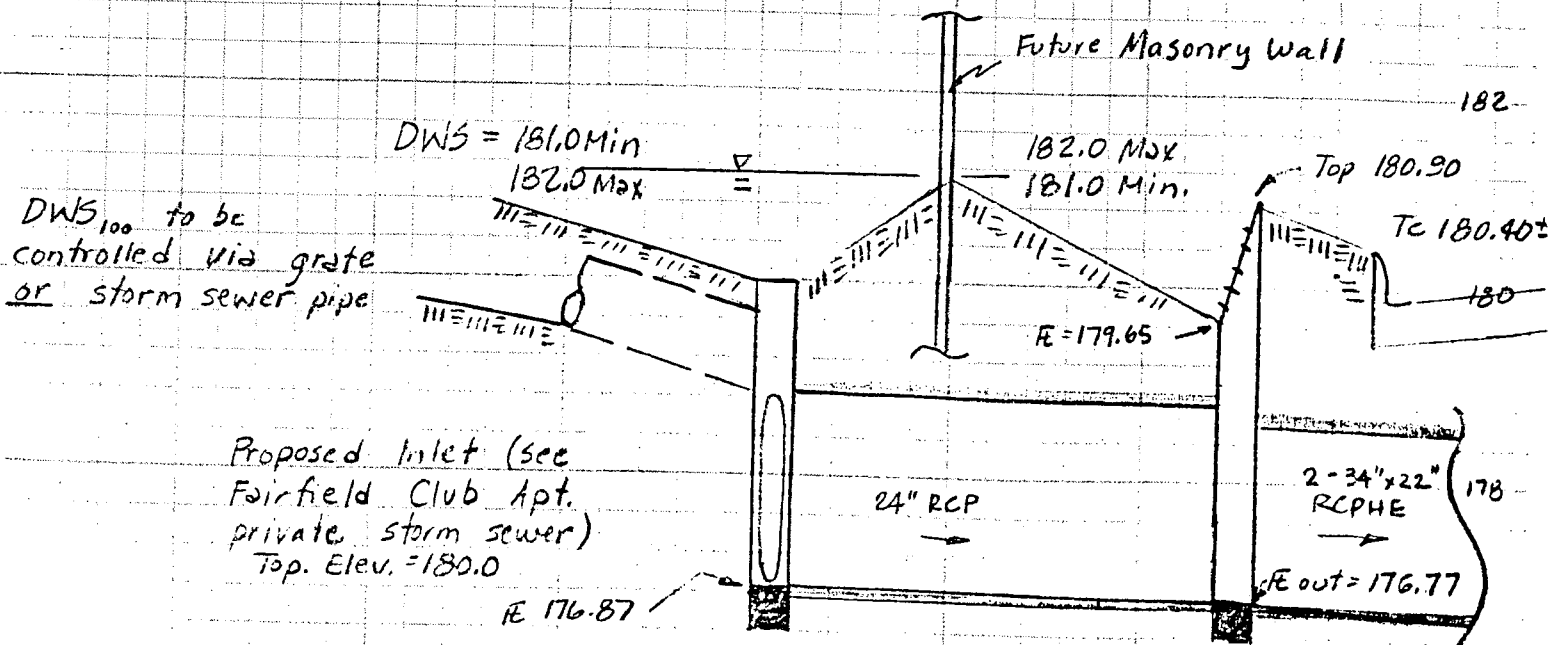 Future Masonry Wall
182
DWS = 181.0 Min
182.0 Max
182.0 Max
181.0 Min.
Top 180.90
Tc 180.40±
DWS100 to be
controlled via grate
or storm sewer pipe
180
FE = 179.65
Proposed Inlet (see
Fairfield Club Apt.
private storm sewer)
Top. Elev. = 180.0
24" RCP
2-34"x22"
RCPHE
178
FE out = 176.77
FE 176.87